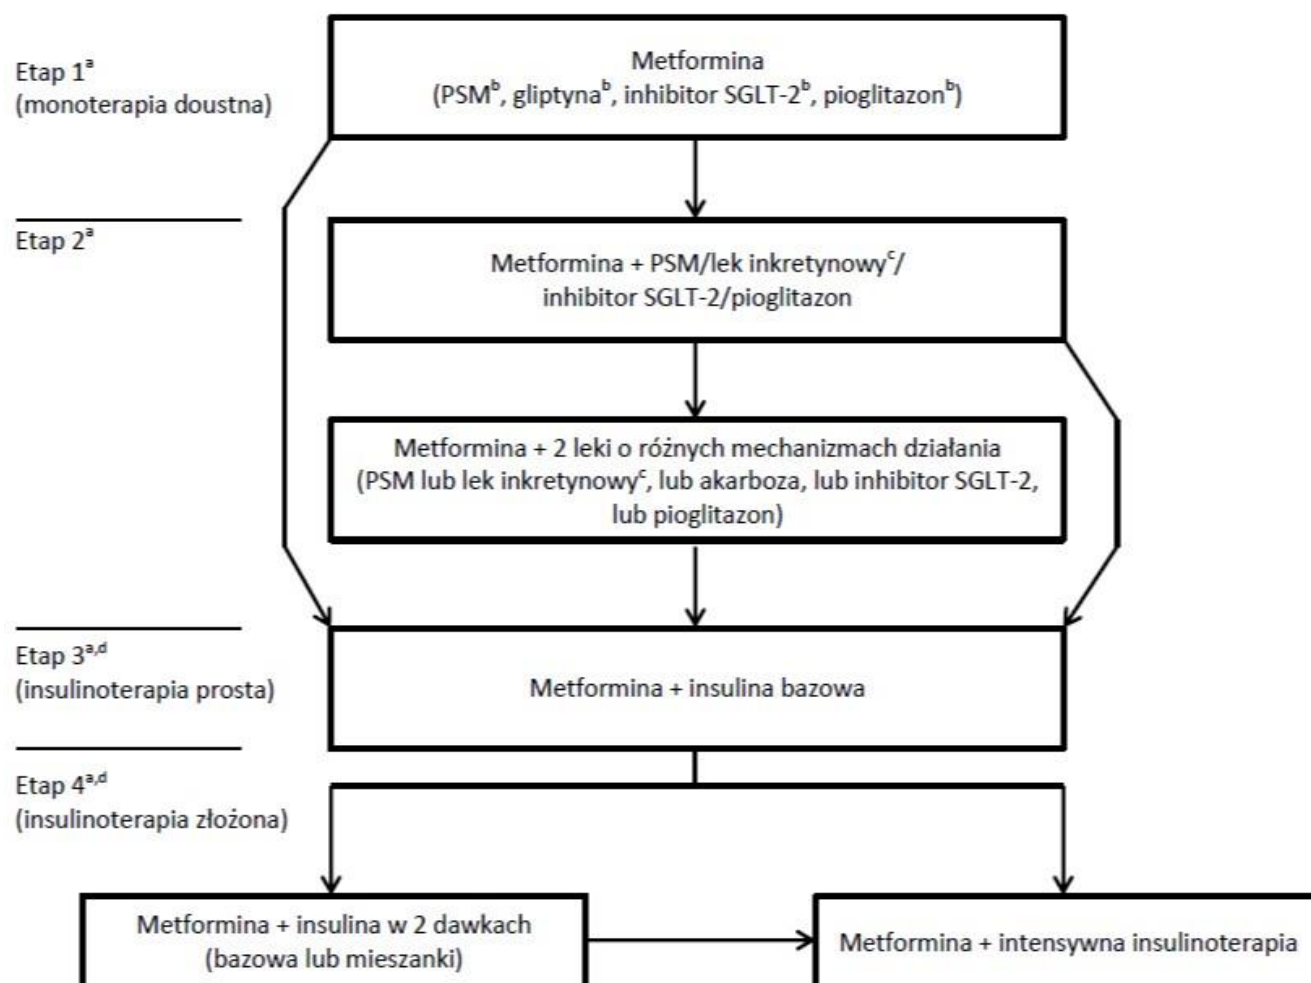 Etap 1ᵃ
(monoterapia doustna)
Metformina
(PSMᵇ, gliptynaᵇ, inhibitor SGLT-2ᵇ, pioglitazonᵇ)
Etap 2ᵃ
Metformina + PSM/lek inkretynowyᶜ/
inhibitor SGLT-2/pioglitazon
Metformina + 2 leki o różnych mechanizmach działania
(PSM lub lek inkretynowyᶜ, lub akarboza, lub inhibitor SGLT-2,
lub pioglitazon)
Etap 3ᵃ,ᵈ
(insulinoterapia prosta)
Metformina + insulina bazowa
Etap 4ᵃ,ᵈ
(insulinoterapia złożona)
Metformina + insulina w 2 dawkach
(bazowa lub mieszanki)
Metformina + intensywna insulinoterapia